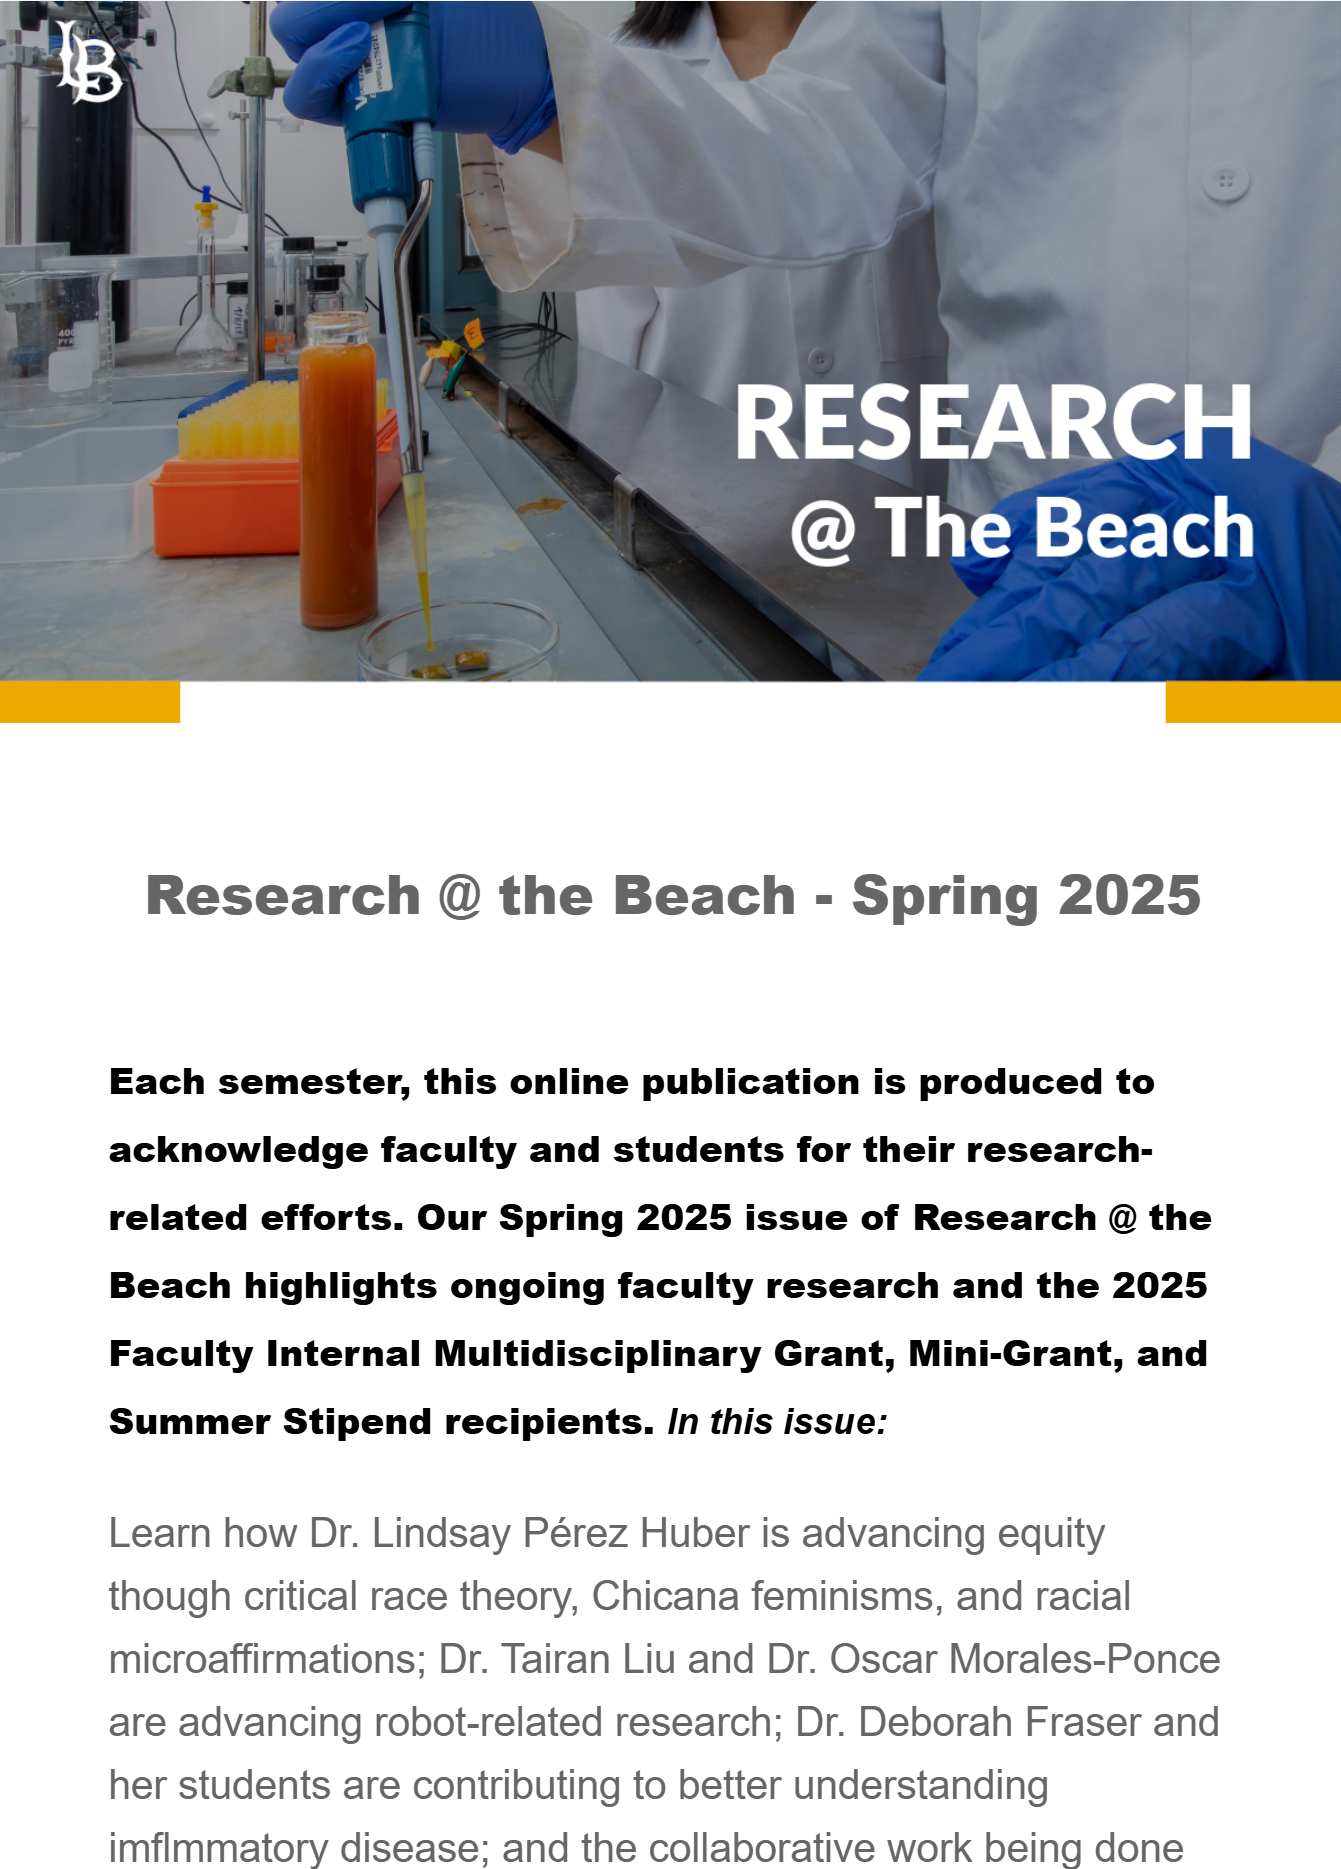 LB
RESEARCH
@ The Beach
Research @ the Beach - Spring 2025
Each semester, this online publication is produced to
acknowledge faculty and students for their research-
related efforts. Our Spring 2025 issue of Research @ the
Beach highlights ongoing faculty research and the 2025
Faculty Internal Multidisciplinary Grant, Mini-Grant, and
Summer Stipend recipients. In this issue:
Learn how Dr. Lindsay Pérez Huber is advancing equity
though critical race theory, Chicana feminisms, and racial
microaffirmations; Dr. Tairan Liu and Dr. Oscar Morales-Ponce
are advancing robot-related research; Dr. Deborah Fraser and
her students are contributing to better understanding
imflmmatory disease; and the collaborative work being done